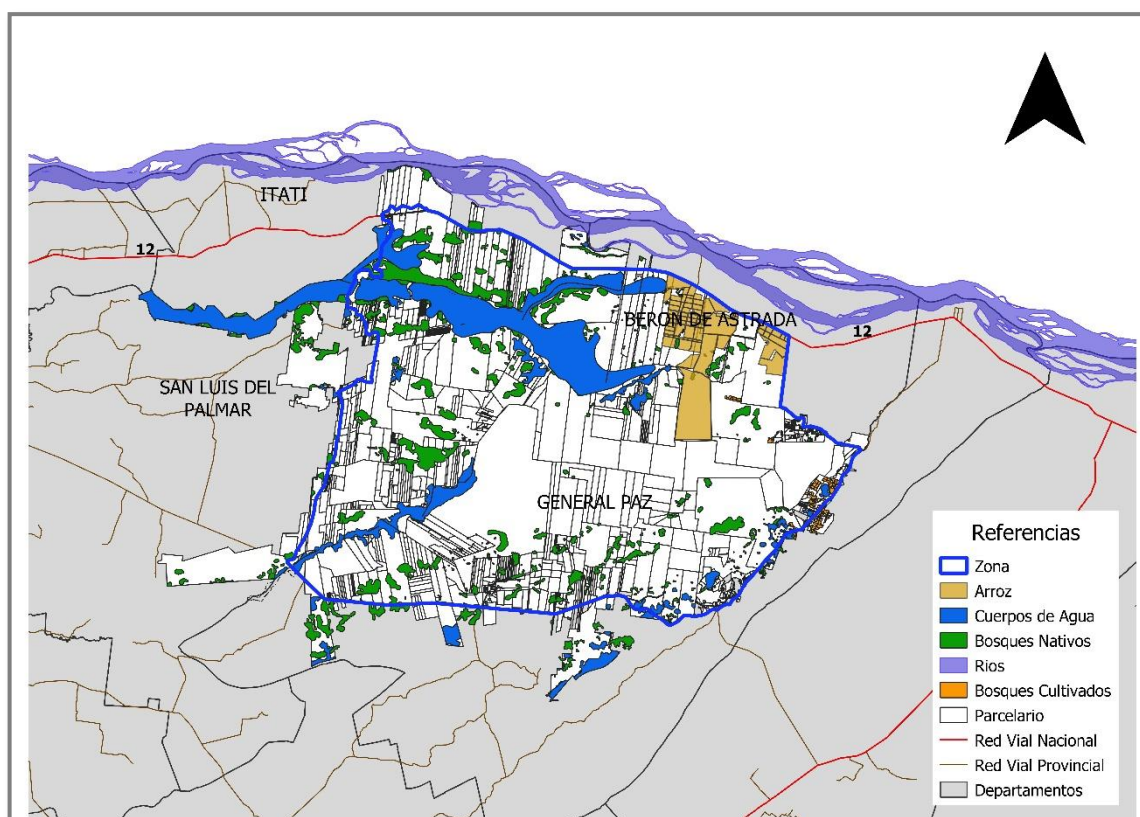 ITATI
12
BERON DE ASTRADA
12
SAN LUIS DEL
PALMAR
GENERAL PAZ
Referencias
Zona
Arroz
Cuerpos de Agua
Bosques Nativos
Rios
Bosques Cultivados
Parcelario
Red Vial Nacional
Red Vial Provincial
Departamentos